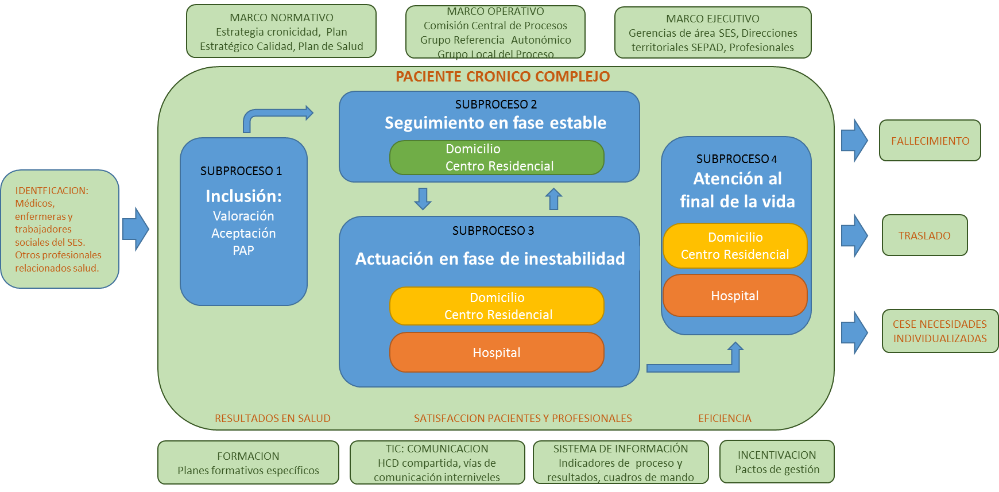 MARCO NORMATIVO
Estrategia cronicidad, Plan
Estratégico Calidad, Plan de Salud
MARCO OPERATIVO
Comisión Central de Procesos
Grupo Referencia Autonómico
Grupo Local del Proceso
MARCO EJECUTIVO
Gerencias de área SES, Direcciones
territoriales SEPAD, Profesionales
PACIENTE CRONICO COMPLEJO
IDENTFICACION:
Médicos,
enfermeras y
trabajadores
sociales del SES.
Otros profesionales
relacionados salud.
SUBPROCESO 1
Inclusión:
Valoración
Aceptación
PAP
SUBPROCESO 2
Seguimiento en fase estable
Domicilio
Centro Residencial
SUBPROCESO 3
Actuación en fase de inestabilidad
Domicilio
Centro Residencial
Hospital
SUBPROCESO 4
Atención al
final de la vida
Domicilio
Centro Residencial
Hospital
FALLECIMIENTO
TRASLADO
CESE NECESIDADES
INDIVIDUALIZADAS
RESULTADOS EN SALUD
SATISFACCION PACIENTES Y PROFESIONALES
EFICIENCIA
FORMACION
Planes formativos específicos
TIC: COMUNICACION
HCD compartida, vías de
comunicación interniveles
SISTEMA DE INFORMACIÓN
Indicadores de proceso y
resultados, cuadros de mando
INCENTIVACION
Pactos de gestión